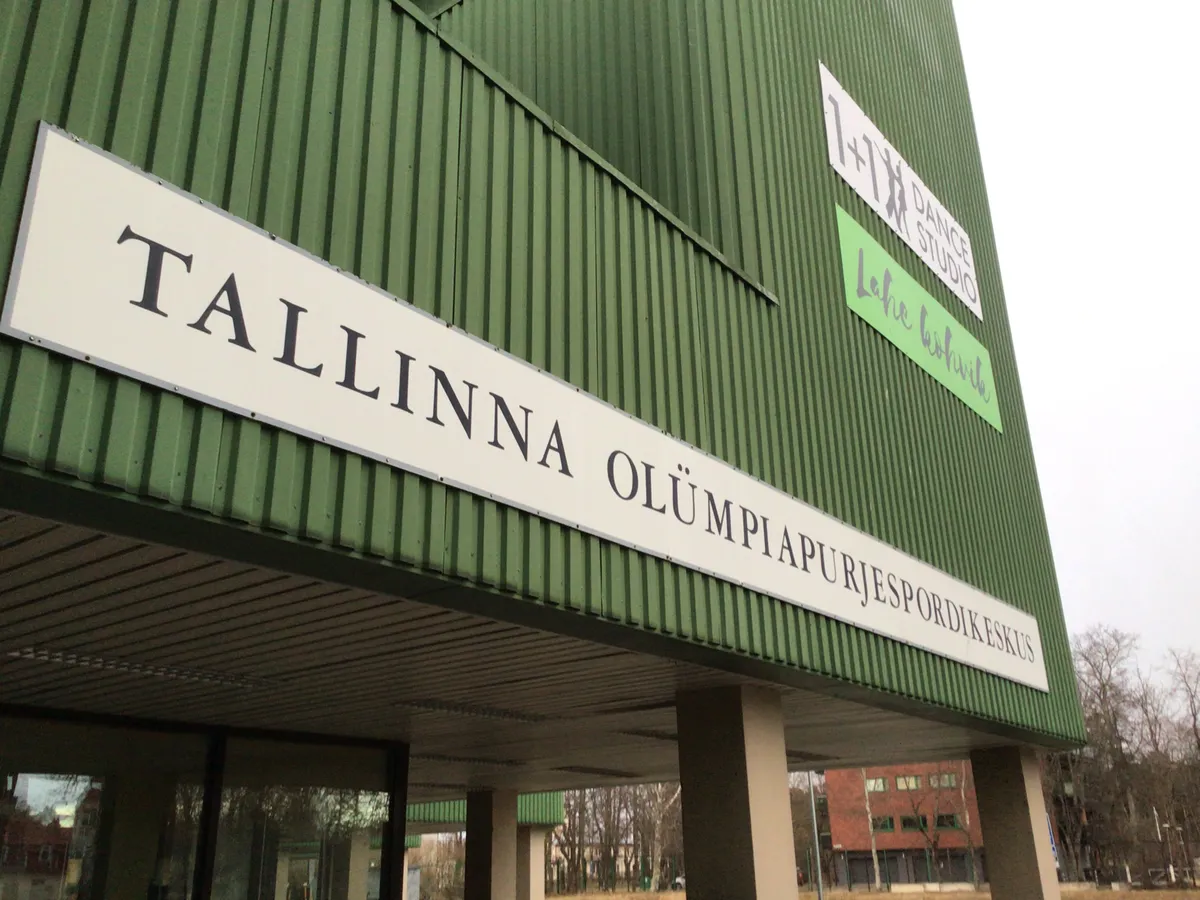 TALLINNA OLÜMPIAPURJESPORDIKESKUS
1+1
DANCE
STUDIO
Lahe kohvik